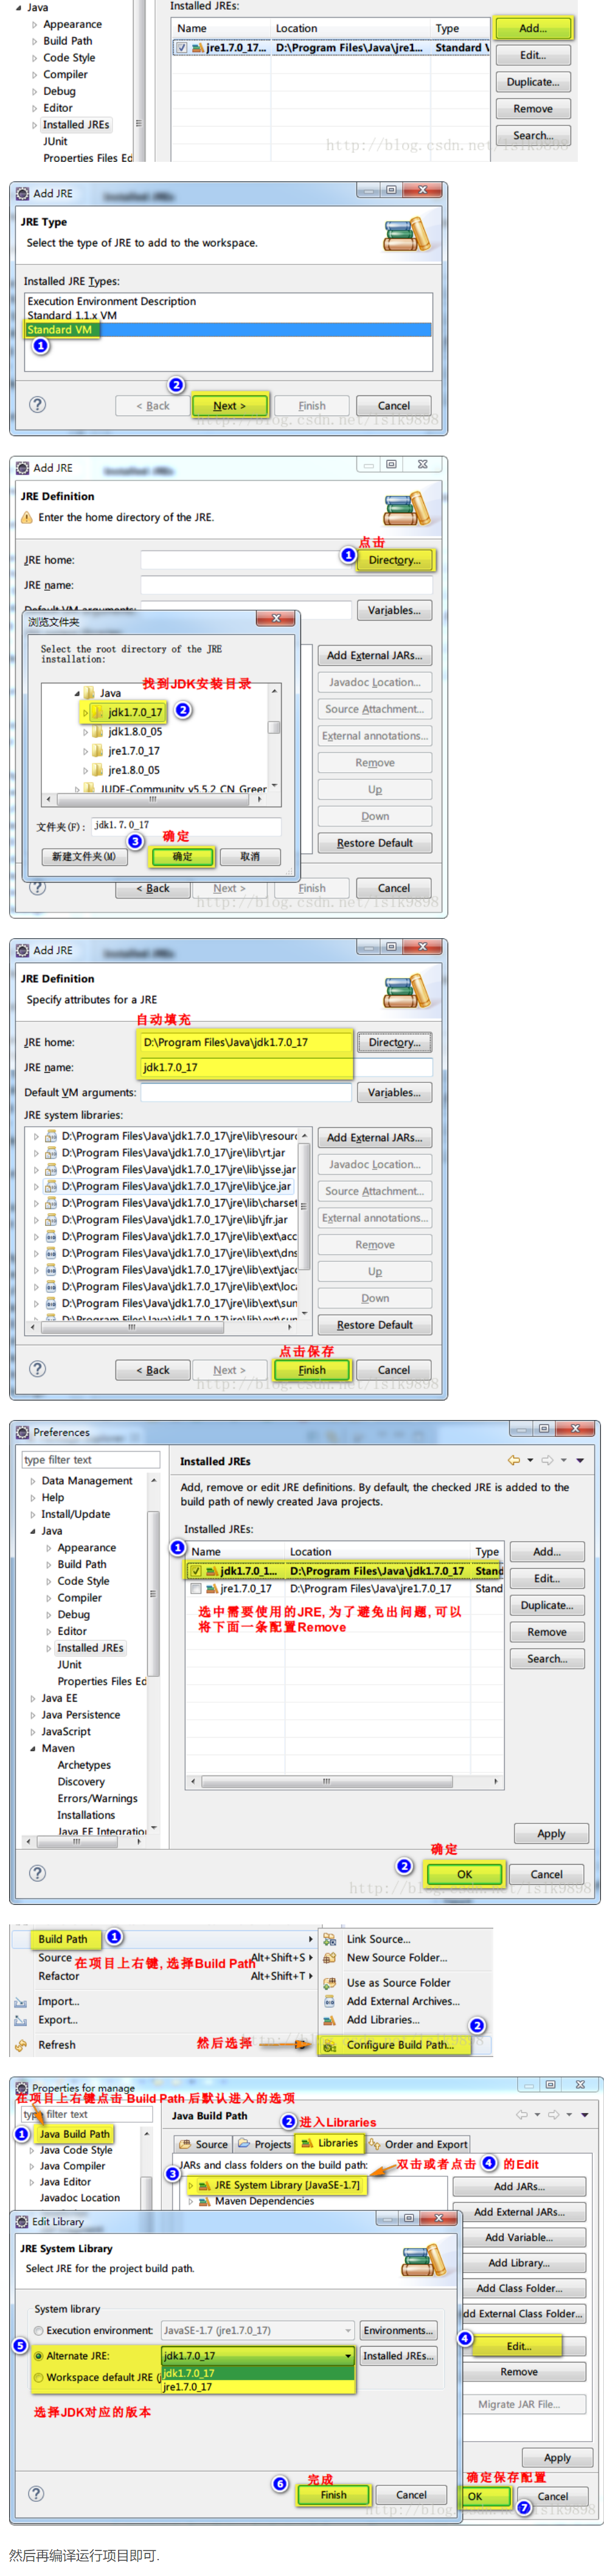 Java
Appearance
Build Path
Code Style
Compiler
Debug
Editor
Installed JREs
JUnit
Properties Files Ed
Installed JREs:
Name Location Type
jre1.7.0_17... D:\Program Files\Java\jre1... Standard V
Add...
Edit...
Duplicate...
Remove
Search...
http://blog.csdn.net/lslk9898
Add JRE
JRE Type
Select the type of JRE to add to the workspace.
Installed JRE Types:
Execution Environment Description
Standard 1.1.x VM
Standard VM
1
2
< Back Next > Finish Cancel
http://blog.csdn.net/lslk9898
Add JRE
JRE Definition
Enter the home directory of the JRE.
点击
JRE home: 1 Directory...
JRE name:
Default VM arguments: Variables...
浏览文件夹
Select the root directory of the JRE
installation:
找到JDK安装目录
Java
jdk1.7.0_17 2
jdk1.8.0_05
jre1.7.0_17
jre1.8.0_05
JUDE-Community v5.5.2 CN Greer
文件夹(F): jdk1.7.0_17
3 确定
新建文件夹(M) 确定 取消
Add External JARs...
Javadoc Location...
Source Attachment...
External annotations...
Remove
Up
Down
Restore Default
< Back Next > Finish Cancel
http://blog.csdn.net/lslk9898
Add JRE
JRE Definition
Specify attributes for a JRE
自动填充
JRE home: D:\Program Files\Java\jdk1.7.0_17 Directory...
JRE name: jdk1.7.0_17
Default VM arguments: Variables...
JRE system libraries:
D:\Program Files\Java\jdk1.7.0_17\jre\lib\resourc
D:\Program Files\Java\jdk1.7.0_17\jre\lib\rt.jar
D:\Program Files\Java\jdk1.7.0_17\jre\lib\jsse.jar
D:\Program Files\Java\jdk1.7.0_17\jre\lib\jce.jar
D:\Program Files\Java\jdk1.7.0_17\jre\lib\charset
D:\Program Files\Java\jdk1.7.0_17\jre\lib\jfr.jar
D:\Program Files\Java\jdk1.7.0_17\jre\lib\ext\acc
D:\Program Files\Java\jdk1.7.0_17\jre\lib\ext\dns
D:\Program Files\Java\jdk1.7.0_17\jre\lib\ext\jacc
D:\Program Files\Java\jdk1.7.0_17\jre\lib\ext\loca
D:\Program Files\Java\jdk1.7.0_17\jre\lib\ext\sun
D:\Program Files\Java\jdk1.7.0_17\jre\lib\ext\sun
Add External JARs...
Javadoc Location...
Source Attachment...
External annotations...
Remove
Up
Down
Restore Default
点击保存
< Back Next > Finish Cancel
http://blog.csdn.net/lslk9898
Preferences
type filter text
Data Management
Help
Install/Update
Java
Appearance
Build Path
Code Style
Compiler
Debug
Editor
Installed JREs
JUnit
Properties Files Ed
Java EE
Java Persistence
JavaScript
Maven
Archetypes
Discovery
Errors/Warnings
Installations
Java EE Integration
Installed JREs
Add, remove or edit JRE definitions. By default, the checked JRE is added to the
build path of newly created Java projects.
Installed JREs:
1 Name Location Type
jdk1.7.0_1... D:\Program Files\Java\jdk1.7.0_17 Stand
jre1.7.0_17 D:\Program Files\Java\jre1.7.0_17 Stand
选中需要使用的JRE,为了避免出问题,可以
将下面一条配置Remove
Add...
Edit...
Duplicate...
Remove
Search...
Apply
确定
2 OK Cancel
http://blog.csdn.net/lslk9898
Build Path 1
Source Alt+Shift+S
在项目上右键,选择Build Path
Refactor Alt+Shift+T
Import...
Export...
Refresh
然后选择
Link Source...
New Source Folder...
Use as Source Folder
Add External Archives...
Add Libraries...
2
Configure Build Path...
Properties for manage
在项目上右键点击 Build Path 后默认进入的选项
type filter text
1 Java Build Path
Java Code Style
Java Compiler
Java Editor
Javadoc Location
Java Build Path
2 进入Libraries
Source Projects Libraries Order and Export
JARs and class folders on the build path:
双击或者点击 4 的Edit
3 JRE System Library [JavaSE-1.7]
Maven Dependencies
Add JARs...
Add External JARs...
Add Variable...
Add Library...
Add Class Folder...
dd External Class Folder...
4 Edit...
Remove
Migrate JAR File...
Apply
确定保存配置
OK Cancel
7
Edit Library
JRE System Library
Select JRE for the project build path.
System library
Execution environment: JavaSE-1.7 (jre1.7.0_17) Environments...
5 Alternate JRE: jdk1.7.0_17 Installed JREs...
jdk1.7.0_17
Workspace default JRE (j
jre1.7.0_17
选择JDK对应的版本
6 完成
Finish Cancel
http://blog.csdn.net/lslk9898
然后再编译运行项目即可.